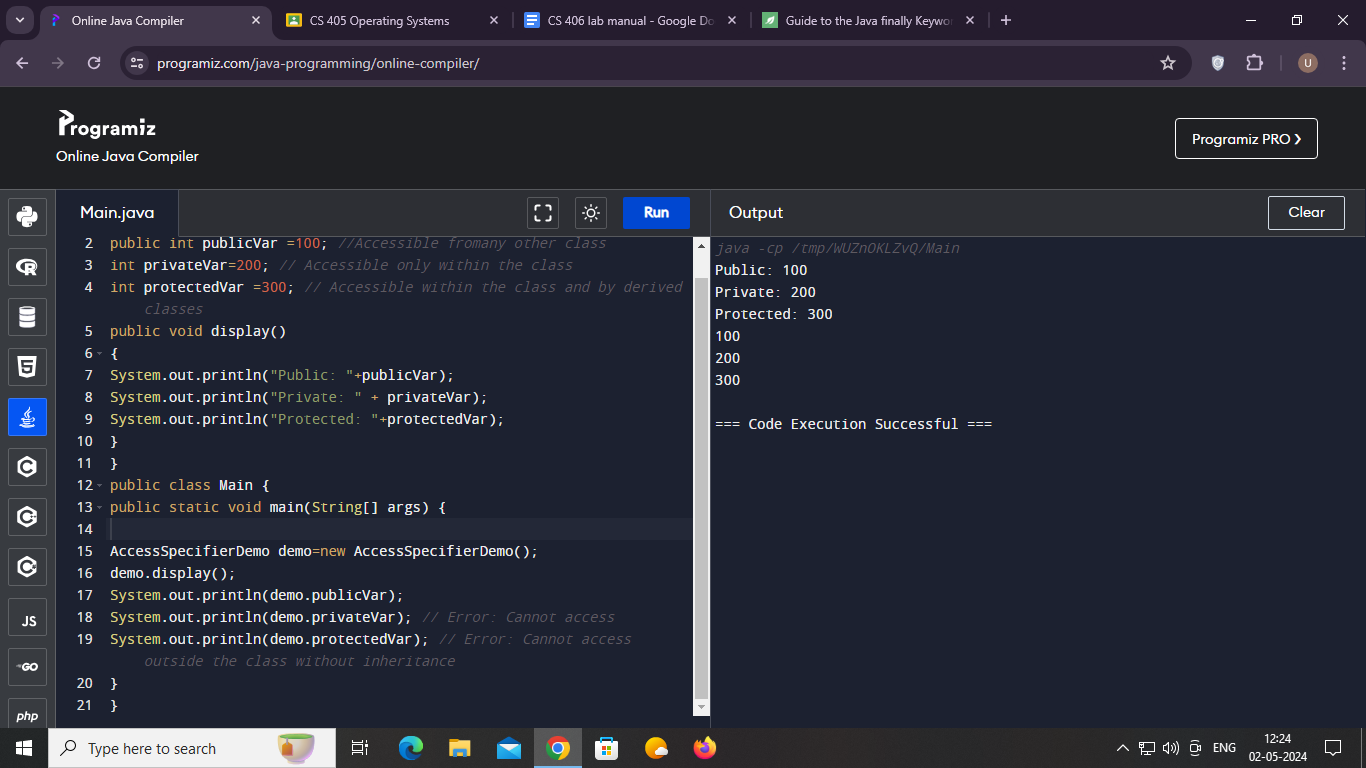 Online Java Compiler
CS 405 Operating Systems
CS 406 lab manual - Google Do
Guide to the Java finally Keywor
programiz.com/java-programming/online-compiler/
U
Programiz
Online Java Compiler
Programiz PRO ❯
Main.java
Run
Output
Clear
2 public int publicVar =100; //Accessible fromany other class
3 int privateVar=200; // Accessible only within the class
4 int protectedVar =300; // Accessible within the class and by derived
classes
5 public void display()
6 {
7 System.out.println("Public: "+publicVar);
8 System.out.println("Private: " + privateVar);
9 System.out.println("Protected: "+protectedVar);
10 }
11 }
12 public class Main {
13 public static void main(String[] args) {
14
15 AccessSpecifierDemo demo=new AccessSpecifierDemo();
16 demo.display();
17 System.out.println(demo.publicVar);
18 System.out.println(demo.privateVar); // Error: Cannot access
19 System.out.println(demo.protectedVar); // Error: Cannot access
outside the class without inheritance
20 }
21 }
java -cp /tmp/WUZnOKLZvQ/Main
Public: 100
Private: 200
Protected: 300
100
200
300
=== Code Execution Successful ===
JS
GO
php
Type here to search
ENG
12:24
02-05-2024